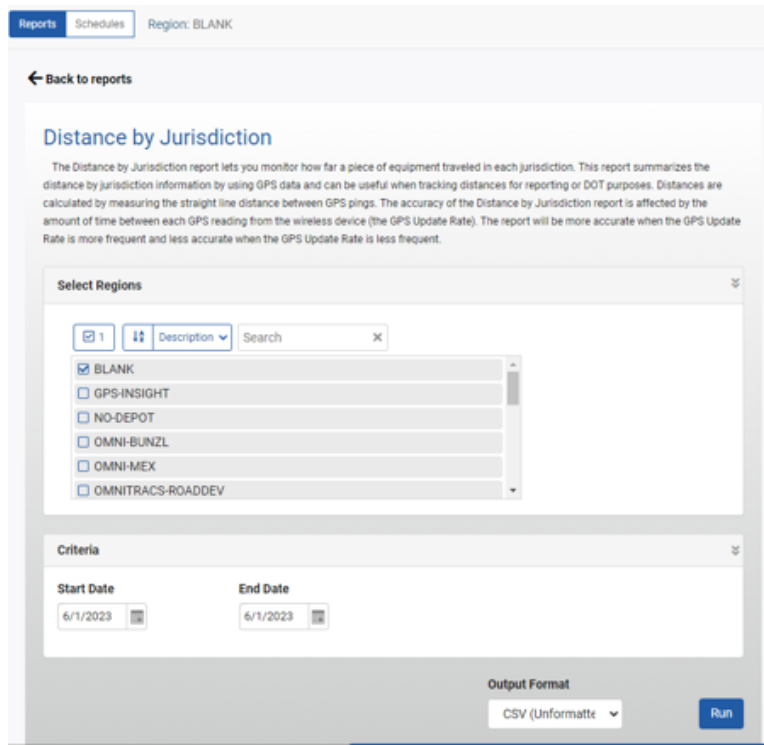 Reports Schedules Region: BLANK
Back to reports
Distance by Jurisdiction
The Distance by Jurisdiction report lets you monitor how far a piece of equipment traveled in each jurisdiction. This report summarizes the
distance by jurisdiction information by using GPS data and can be useful when tracking distances for reporting or DOT purposes. Distances are
calculated by measuring the straight line distance between GPS pings. The accuracy of the Distance by Jurisdiction report is affected by the
amount of time between each GPS reading from the wireless device (the GPS Update Rate). The report will be more accurate when the GPS Update
Rate is more frequent and less accurate when the GPS Update Rate is less frequent.
Select Regions
1 Description Search
BLANK
GPS-INSIGHT
NO-DEPOT
OMNI-BUNZL
OMNI-MEX
OMNITRACS-ROADDEV
Criteria
Start Date End Date
6/1/2023 6/1/2023
Output Format
CSV (Unformatte Run